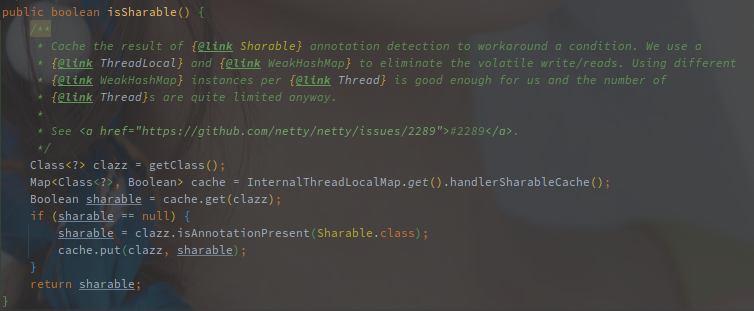 public boolean isSharable() {
/**
* Cache the result of {@link Sharable} annotation detection to workaround a condition. We use a
* {@link ThreadLocal} and {@link WeakHashMap} to eliminate the volatile write/reads. Using different
* {@link WeakHashMap} instances per {@link Thread} is good enough for us and the number of
* {@link Thread}s are quite limited anyway.
*
* See <a href="https://github.com/netty/netty/issues/2289">#2289</a>.
*/
Class<?> clazz = getClass();
Map<Class<?>, Boolean> cache = InternalThreadLocalMap.get().handlerSharableCache();
Boolean sharable = cache.get(clazz);
if (sharable == null) {
sharable = clazz.isAnnotationPresent(Sharable.class);
cache.put(clazz, sharable);
}
return sharable;
}